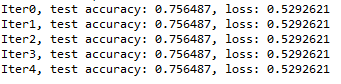 Iter0, test accuracy: 0.756487, loss: 0.5292621
Iter1, test accuracy: 0.756487, loss: 0.5292621
Iter2, test accuracy: 0.756487, loss: 0.5292621
Iter3, test accuracy: 0.756487, loss: 0.5292621
Iter4, test accuracy: 0.756487, loss: 0.5292621